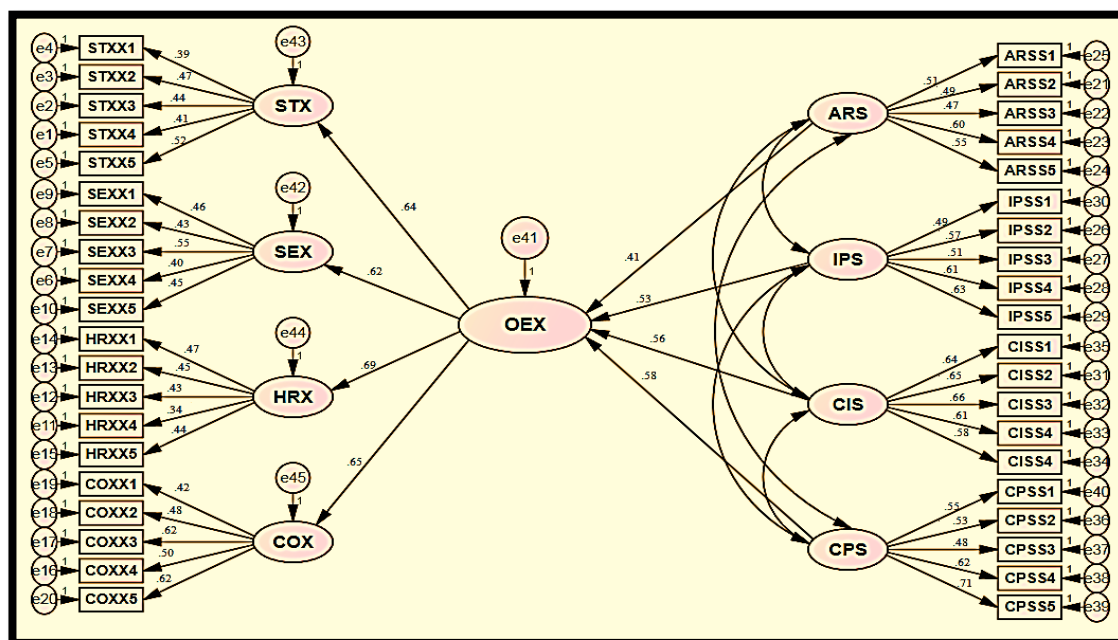 e4 1 STXX1
e3 1 STXX2
e2 1 STXX3
e1 1 STXX4
e5 1 STXX5
.39
.47
.44
.41
.52
e43
1
STX
e9 1 SEXX1
e8 1 SEXX2
e7 1 SEXX3
e6 1 SEXX4
e10 1 SEXX5
.46
.43
.55
.40
.45
e42
1
SEX
e14 1 HRXX1
e13 1 HRXX2
e12 1 HRXX3
e11 1 HRXX4
e15 1 HRXX5
.47
.45
.43
.34
.44
e44
1
HRX
e19 1 COXX1
e18 1 COXX2
e17 1 COXX3
e16 1 COXX4
e20 1 COXX5
.42
.48
.62
.50
.62
e45
1
COX
.64
.62
.69
.65
e41
1
OEX
.41
.53
.56
.58
ARS
.51
.49
.47
.60
.55
ARSS1 1 e25
ARSS2 1 e21
ARSS3 1 e22
ARSS4 1 e23
ARSS5 1 e24
IPS
.49
.57
.51
.61
.63
IPSS1 1 e30
IPSS2 1 e26
IPSS3 1 e27
IPSS4 1 e28
IPSS5 1 e29
CIS
.64
.65
.66
.61
.58
CISS1 1 e35
CISS2 1 e31
CISS3 1 e32
CISS4 1 e33
CISS4 1 e34
CPS
.55
.53
.48
.62
.71
CPSS1 1 e40
CPSS2 1 e36
CPSS3 1 e37
CPSS4 1 e38
CPSS5 1 e39